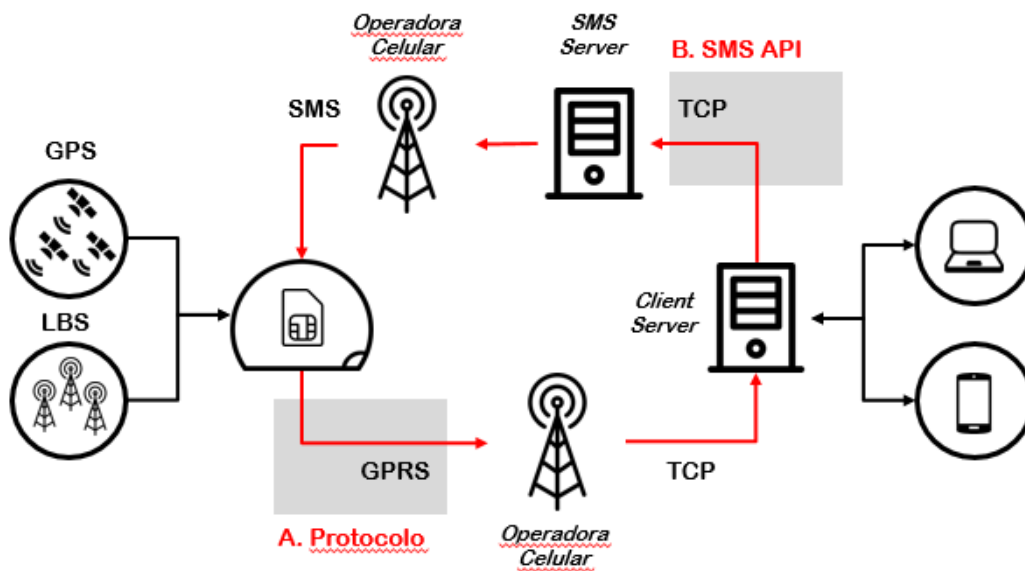 Operadora
Celular
SMS
Server
B. SMS API
SMS
TCP
GPS
LBS
Client
Server
GPRS
TCP
A. Protocolo
Operadora
Celular